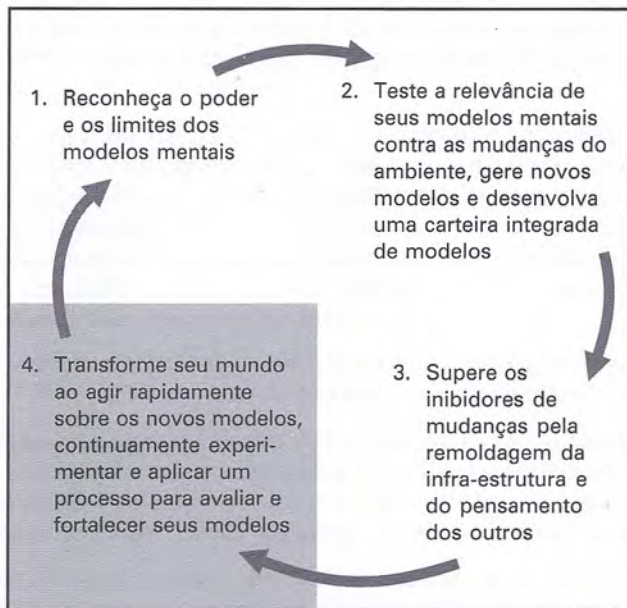 1. Reconheça o poder
e os limites dos
modelos mentais
2. Teste a relevância de
seus modelos mentais
contra as mudanças do
ambiente, gere novos
modelos e desenvolva
uma carteira integrada
de modelos
3. Supere os
inibidores de
mudanças pela
remoldagem da
infra-estrutura e
do pensamento
dos outros
4. Transforme seu mundo
ao agir rapidamente
sobre os novos modelos,
continuamente experi-
mentar e aplicar um
processo para avaliar e
fortalecer seus modelos